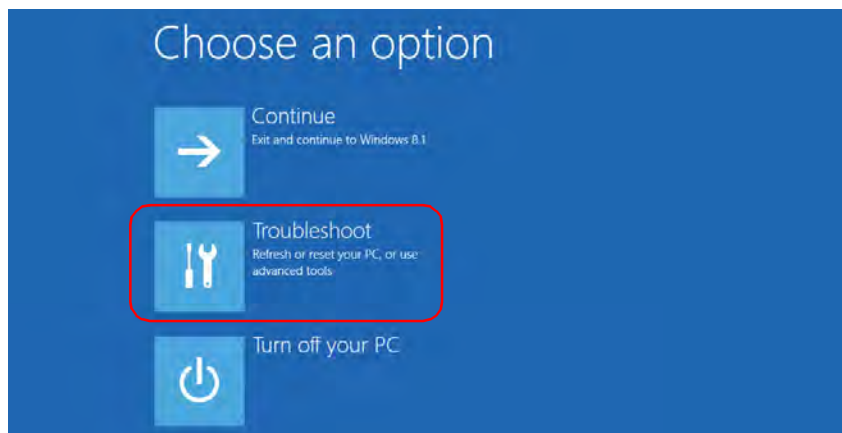 Choose an option
Continue
Exit and continue to Windows 8.1
Troubleshoot
Refresh or reset your PC, or use
advanced tools
Turn off your PC